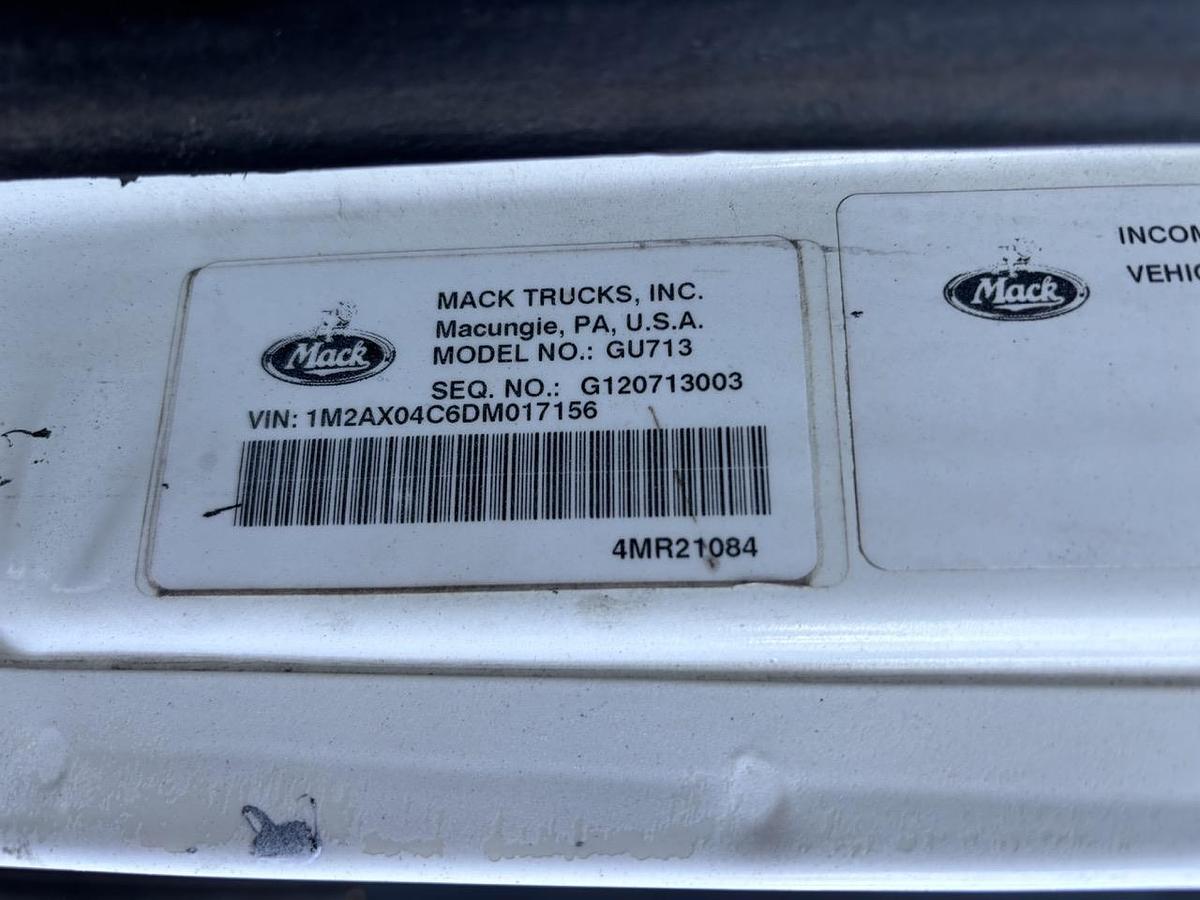 Mack
MACK TRUCKS, INC.
Macungie, PA, U.S.A.
MODEL NO.: GU713
SEQ. NO.: G120713003
VIN: 1M2AX04C6DM017156
4MR21084
Mack
INCOM
VEHIC